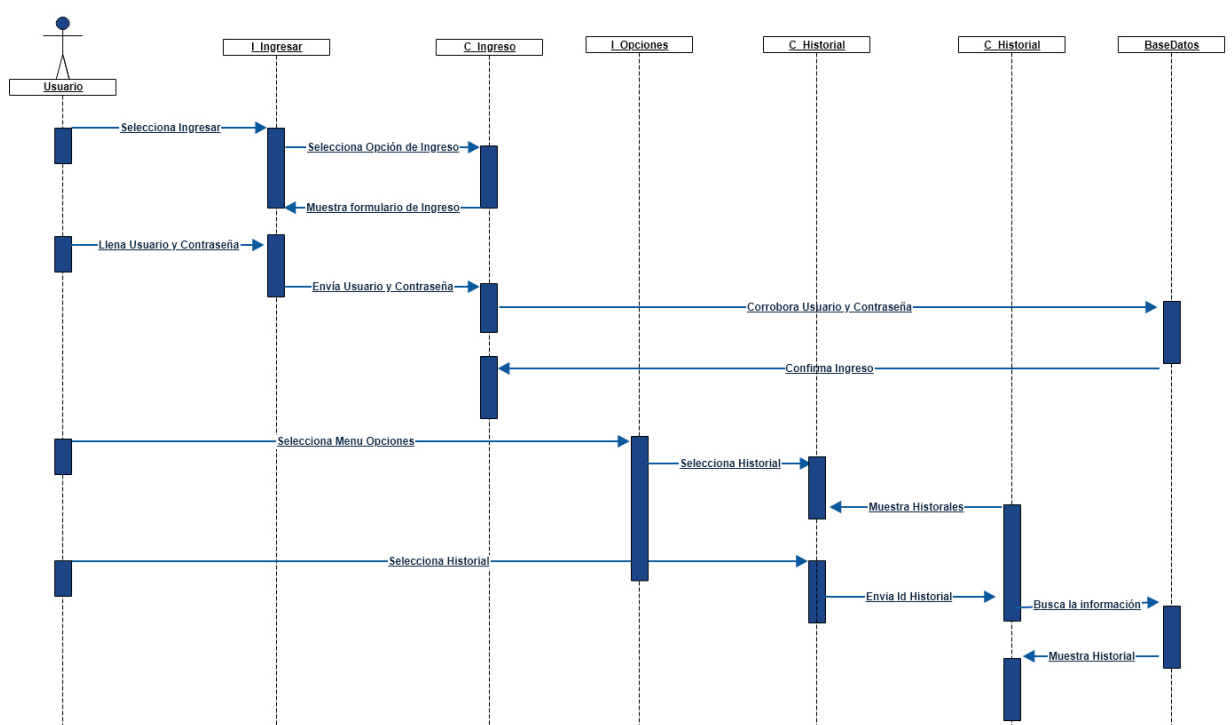 Usuario
I_Ingresar
C_Ingreso
I_Opciones
C_Historial
C_Historial
BaseDatos
Selecciona Ingresar
Selecciona Opción de Ingreso
Muestra formulario de Ingreso
Llena Usuario y Contraseña
Envía Usuario y Contraseña
Corrobora Usuario y Contraseña
Confirma Ingreso
Selecciona Menu Opciones
Selecciona Historial
Muestra Historales
Selecciona Historial
Envia Id Historial
Busca la información
Muestra Historial